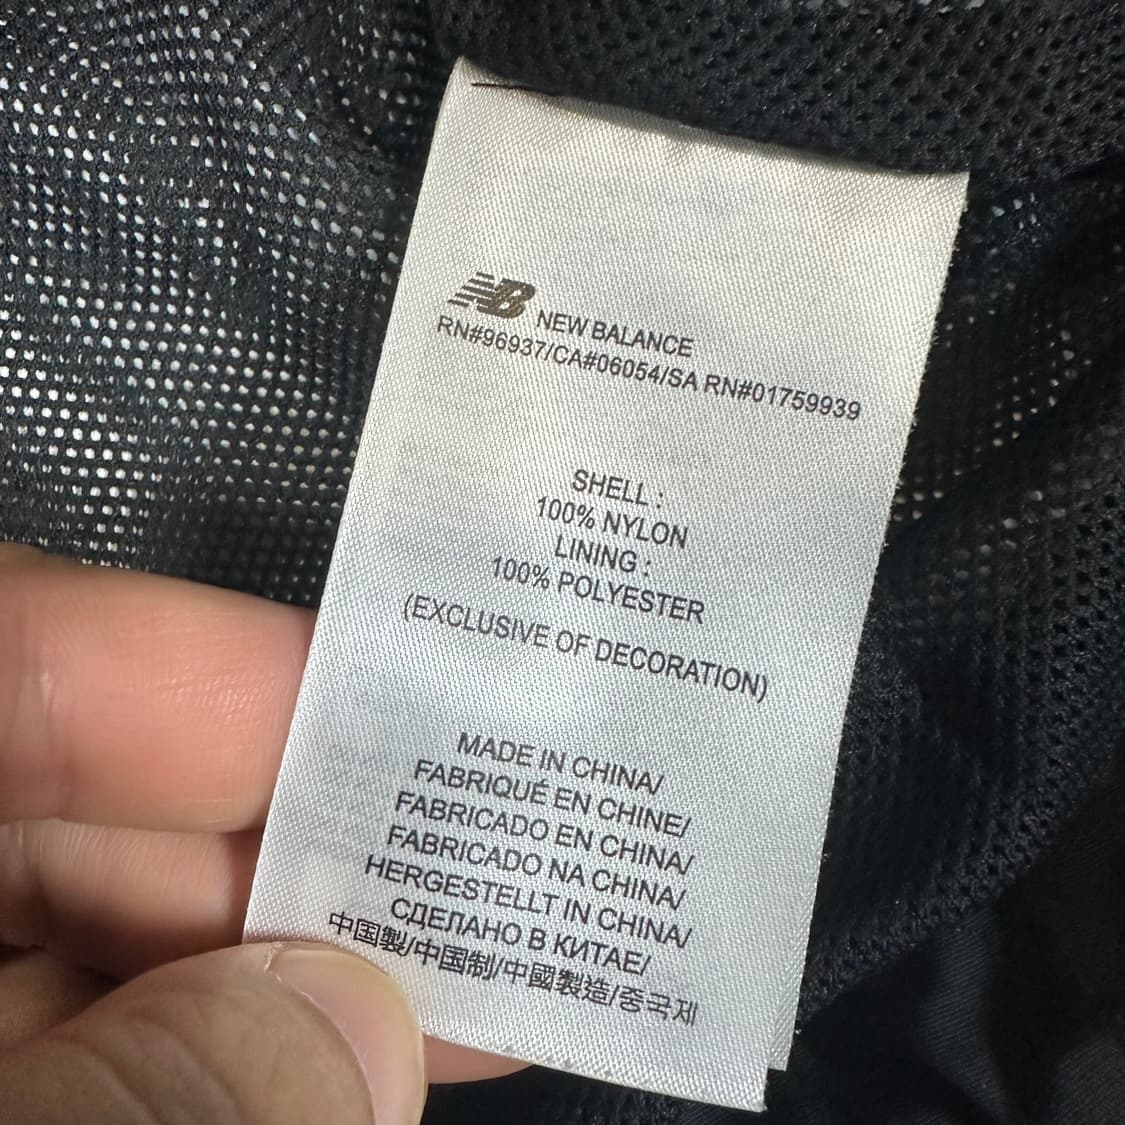 NB NEW BALANCE
RN#96937/CA#06054/SA RN#01759939
SHELL :
100% NYLON
LINING :
100% POLYESTER
(EXCLUSIVE OF DECORATION)
MADE IN CHINA/
FABRIQUÉ EN CHINE/
FABRICADO EN CHINA/
FABRICADO NA CHINA/
HERGESTELLT IN CHINA/
СДЕЛАНО В КИТАЕ/
中国製/中国制/中國製造/중국제